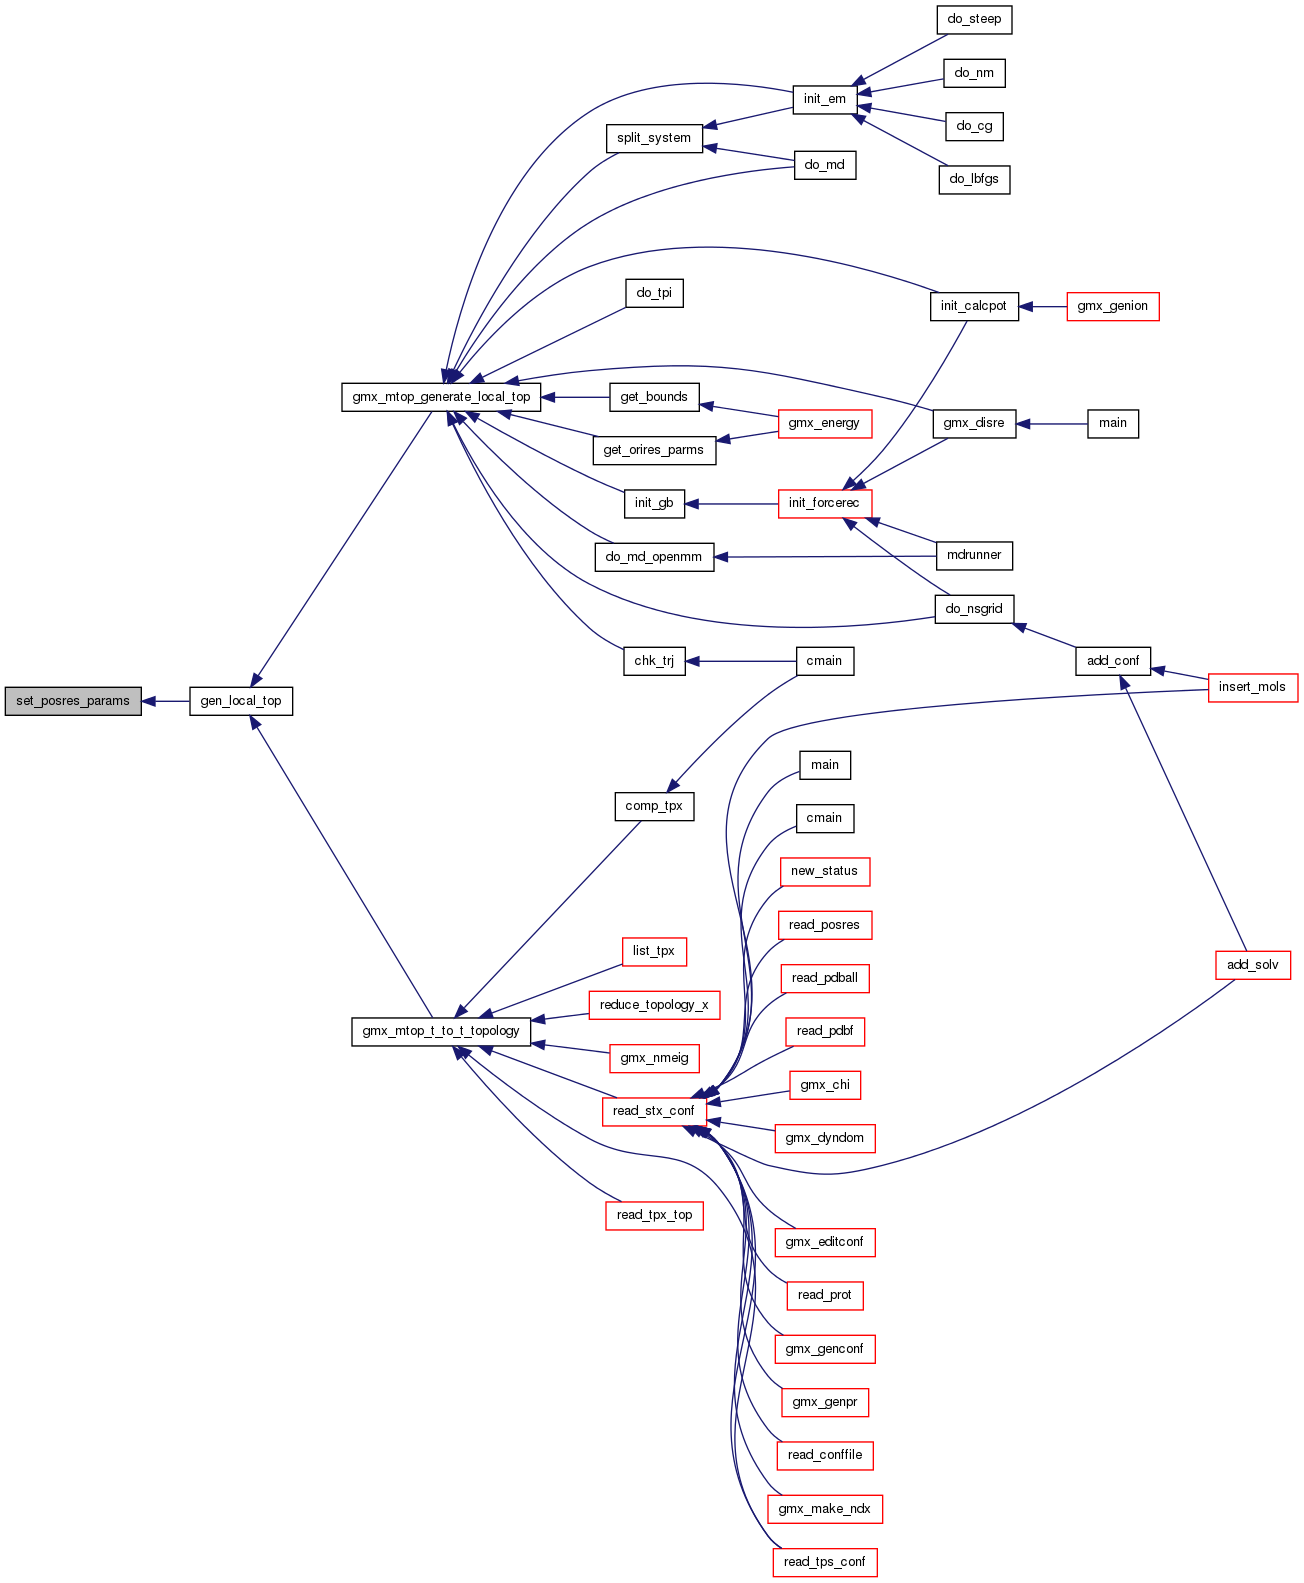 do_steep
do_nm
init_em
do_cg
split_system
do_md
do_lbfgs
do_tpi
init_calcpot
gmx_genion
gmx_mtop_generate_local_top
get_bounds
gmx_energy
gmx_disre
main
get_orires_parms
init_gb
init_forcerec
do_md_openmm
mdrunner
do_nsgrid
chk_trj
cmain
add_conf
insert_mols
set_posres_params
gen_local_top
main
comp_tpx
cmain
new_status
read_posres
list_tpx
read_pdball
add_solv
reduce_topology_x
gmx_mtop_t_to_t_topology
read_pdbf
gmx_nmeig
gmx_chi
read_stx_conf
gmx_dyndom
read_tpx_top
gmx_editconf
read_prot
gmx_genconf
gmx_genpr
read_conffile
gmx_make_ndx
read_tps_conf